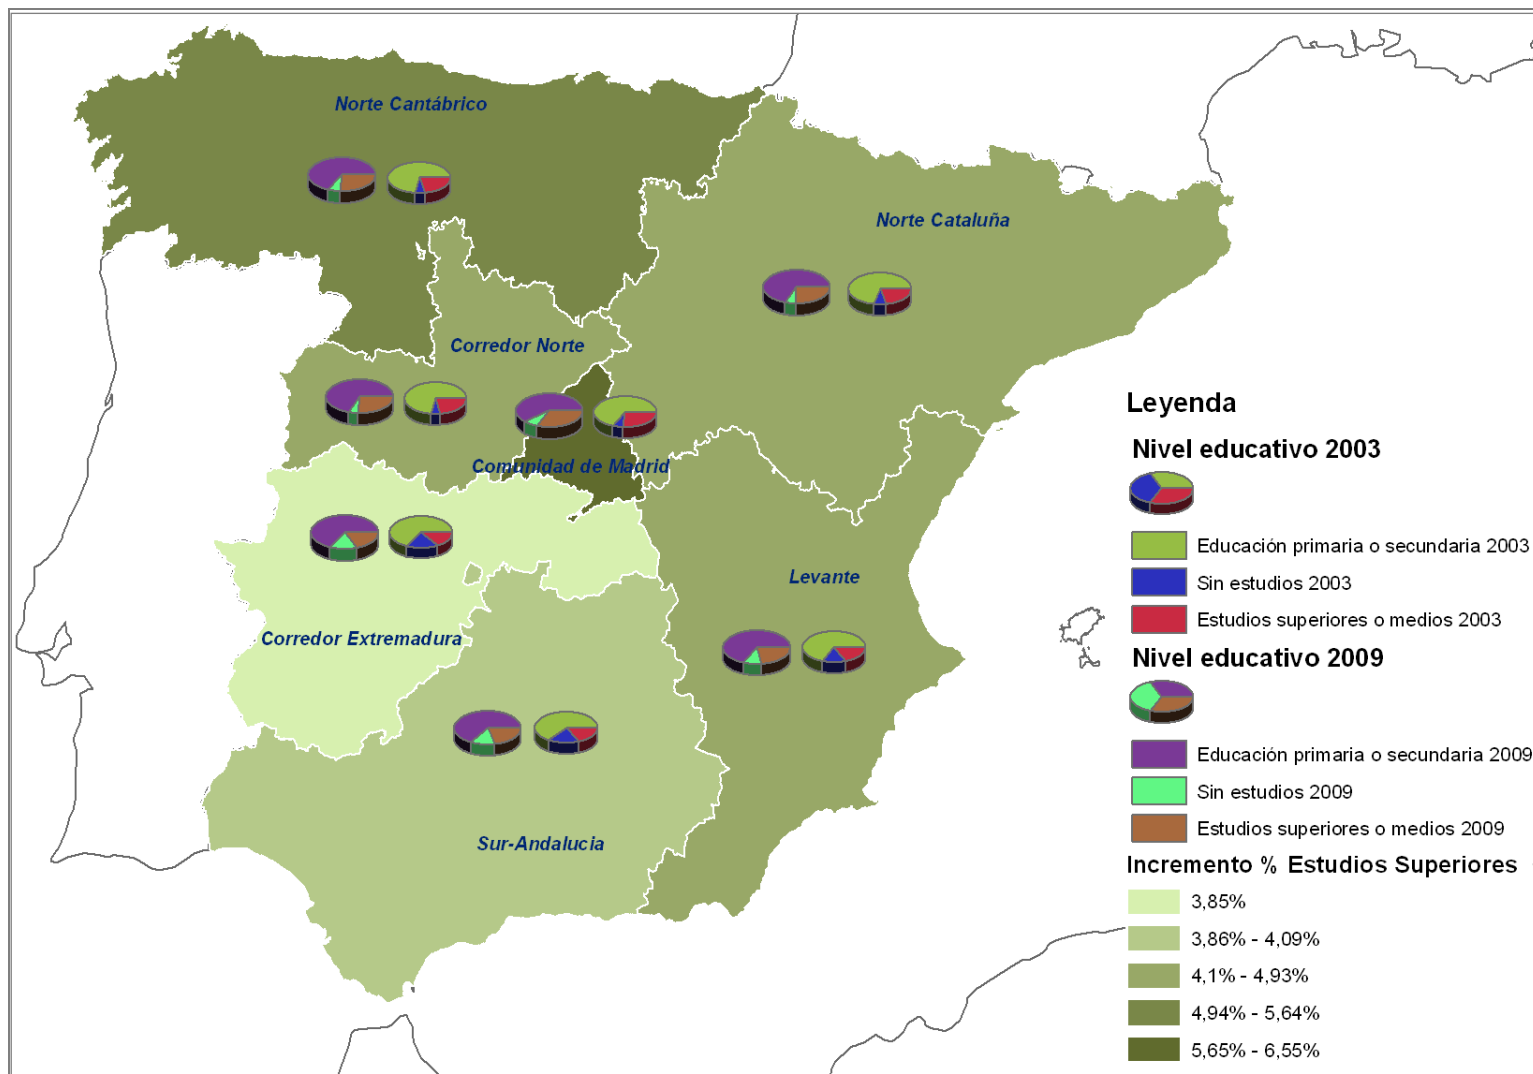 Norte Cantábrico
Norte Cataluña
Corredor Norte
Comunidad de Madrid
Levante
Corredor Extremadura
Sur-Andalucia
Leyenda
Nivel educativo 2003
Educación primaria o secundaria 2003
Sin estudios 2003
Estudios superiores o medios 2003
Nivel educativo 2009
Educación primaria o secundaria 2009
Sin estudios 2009
Estudios superiores o medios 2009
Incremento % Estudios Superiores
3,85%
3,86% - 4,09%
4,1% - 4,93%
4,94% - 5,64%
5,65% - 6,55%